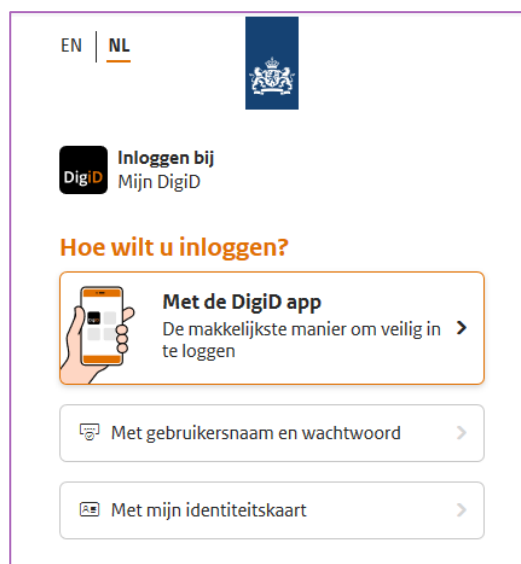 EN NL
DigiD
Inloggen bij
Mijn DigiD
Hoe wilt u inloggen?
Met de DigiD app
De makkelijkste manier om veilig in
te loggen
Met gebruikersnaam en wachtwoord
Met mijn identiteitskaart